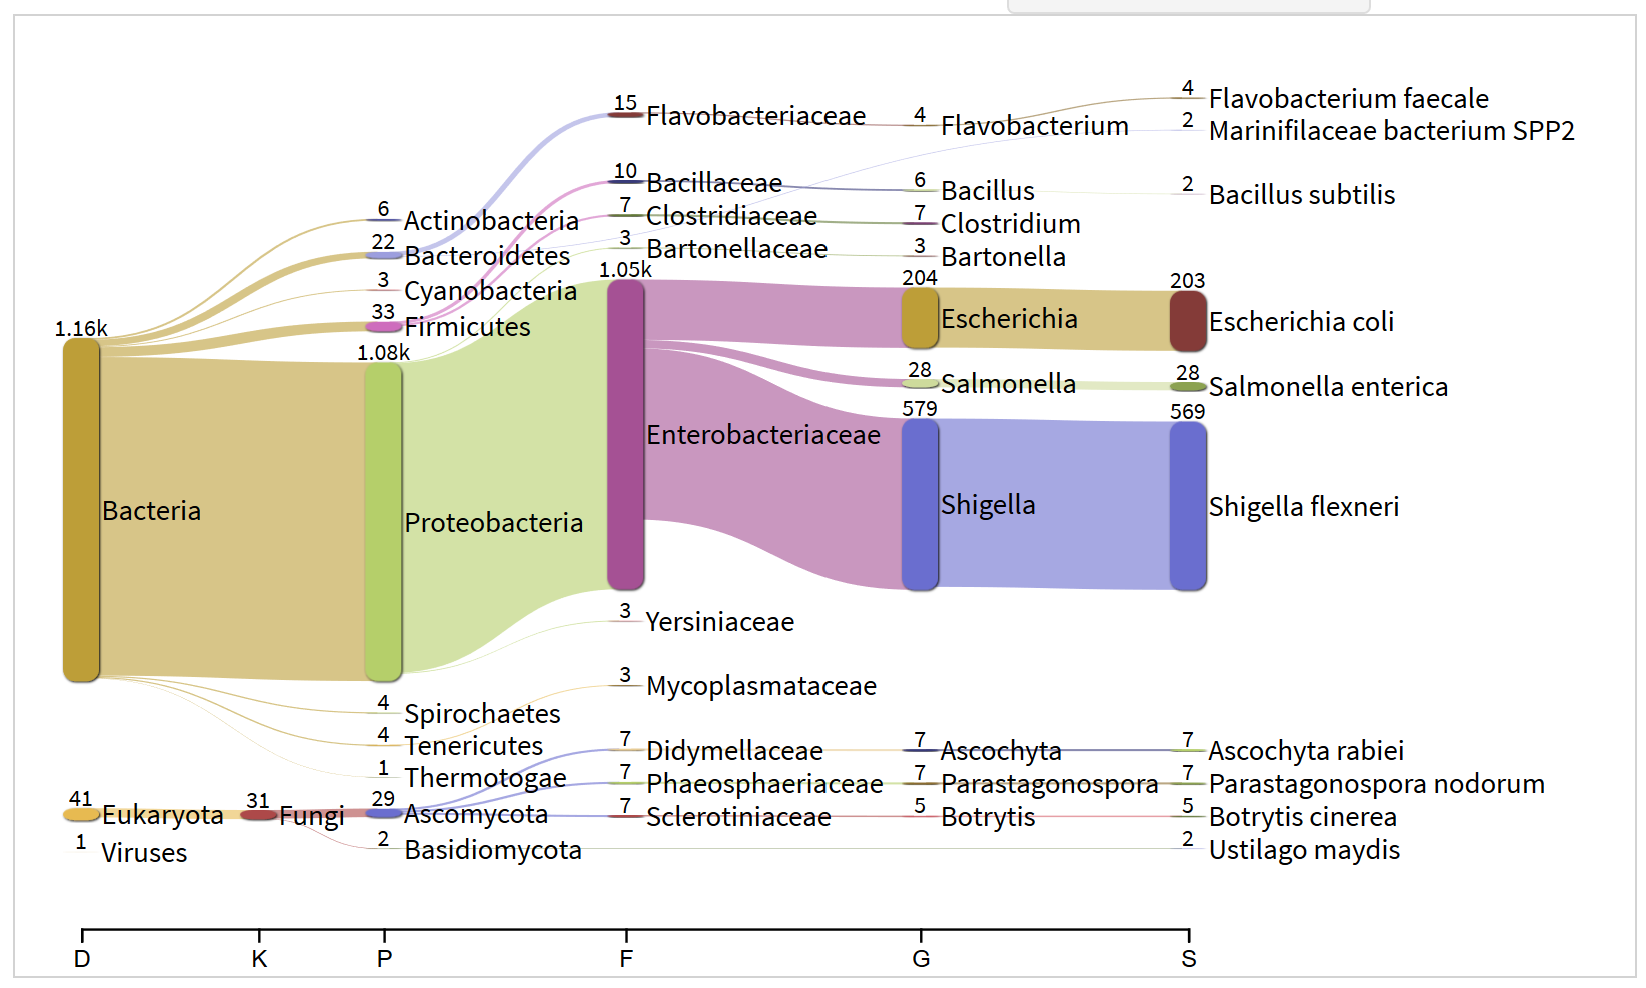 15 Flavobacteriaceae
4 Flavobacterium
4 Flavobacterium faecale
2 Marinifilaceae bacterium SPP2
10 Bacillaceae
6 Bacillus
2 Bacillus subtilis
6 Actinobacteria
7 Clostridiaceae
7 Clostridium
22 Bacteroidetes
3 Bartonellaceae
3 Bartonella
3 Cyanobacteria
1.05k Enterobacteriaceae
204 Escherichia
203 Escherichia coli
33 Firmicutes
1.16k Bacteria
1.08k Proteobacteria
28 Salmonella
28 Salmonella enterica
579 Shigella
569 Shigella flexneri
3 Yersiniaceae
3 Mycoplasmataceae
4 Spirochaetes
4 Tenericutes
7 Didymellaceae
7 Ascochyta
7 Ascochyta rabiei
1 Thermotogae
7 Phaeosphaeriaceae
7 Parastagonospora
7 Parastagonospora nodorum
41 Eukaryota
31 Fungi
29 Ascomycota
7 Sclerotiniaceae
5 Botrytis
5 Botrytis cinerea
1 Viruses
2 Basidiomycota
2 Ustilago maydis
D K P F G S